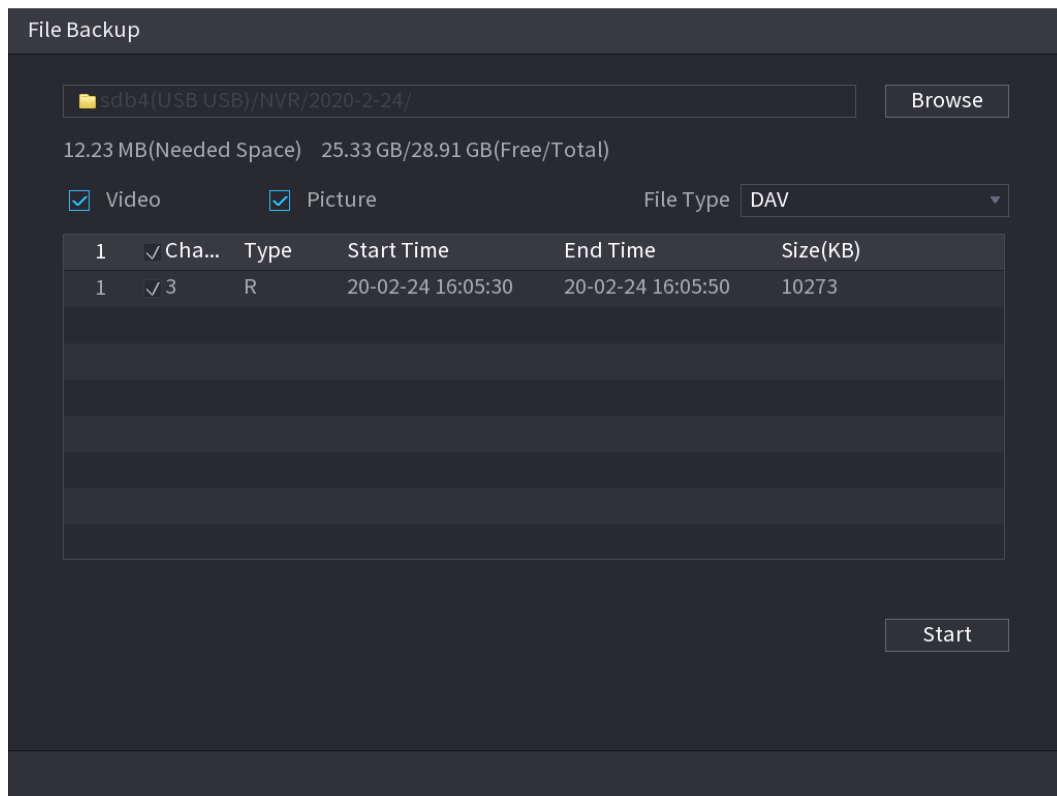 File Backup
sdb4(USB USB)/NVR/2020-2-24/ Browse
12.23 MB(Needed Space) 25.33 GB/28.91 GB(Free/Total)
Video Picture File Type DAV
1 Cha... Type Start Time End Time Size(KB)
1 3 R 20-02-24 16:05:30 20-02-24 16:05:50 10273
Start